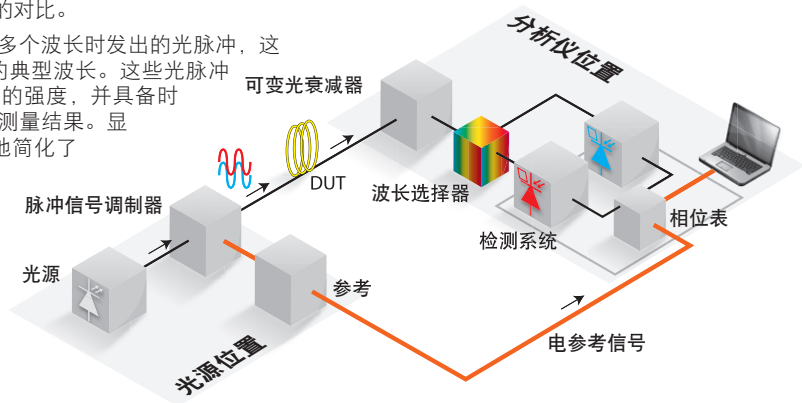 的对比。
多个波长时发出的光脉冲，这
的典型波长。这些光脉冲
的强度，并具备时
测量结果。显
地简化了
分析仪位置
可变光衰减器
DUT
波长选择器
脉冲信号调制器
检测系统
相位表
光源
参考
电参考信号
光源位置